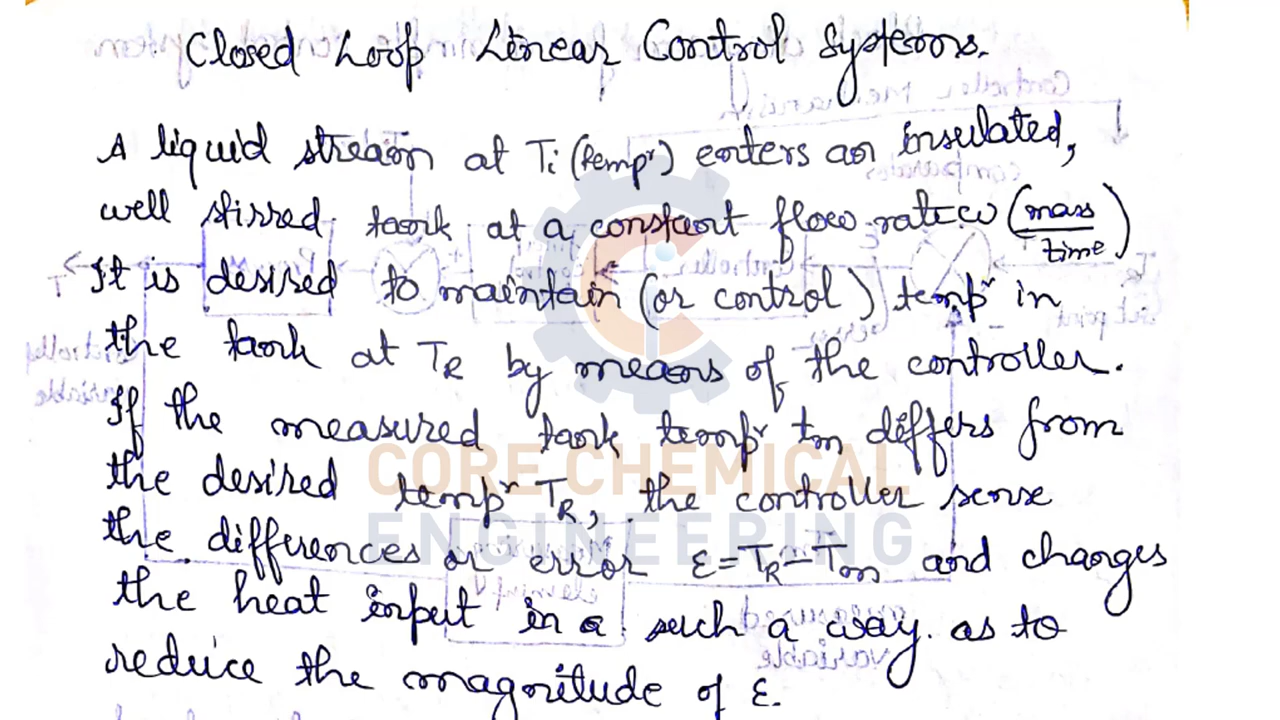 Closed Loop Linear Control Systems.
A liquid stream at Ti (tempr) enters an insulated,
well stirred tank at a constant flow rate w (mass/time)
It is desired to maintain (or control) tempr in
the tank at TR by means of the controller.
If the measured tank tempr tm differs from
the desired tempr TR, the controller sense
the differences or error ε=TR-Tm and changes
the heat input in a such a way. as to
reduce the magnitude of ε.
CORE CHEMICAL
ENGINEERING